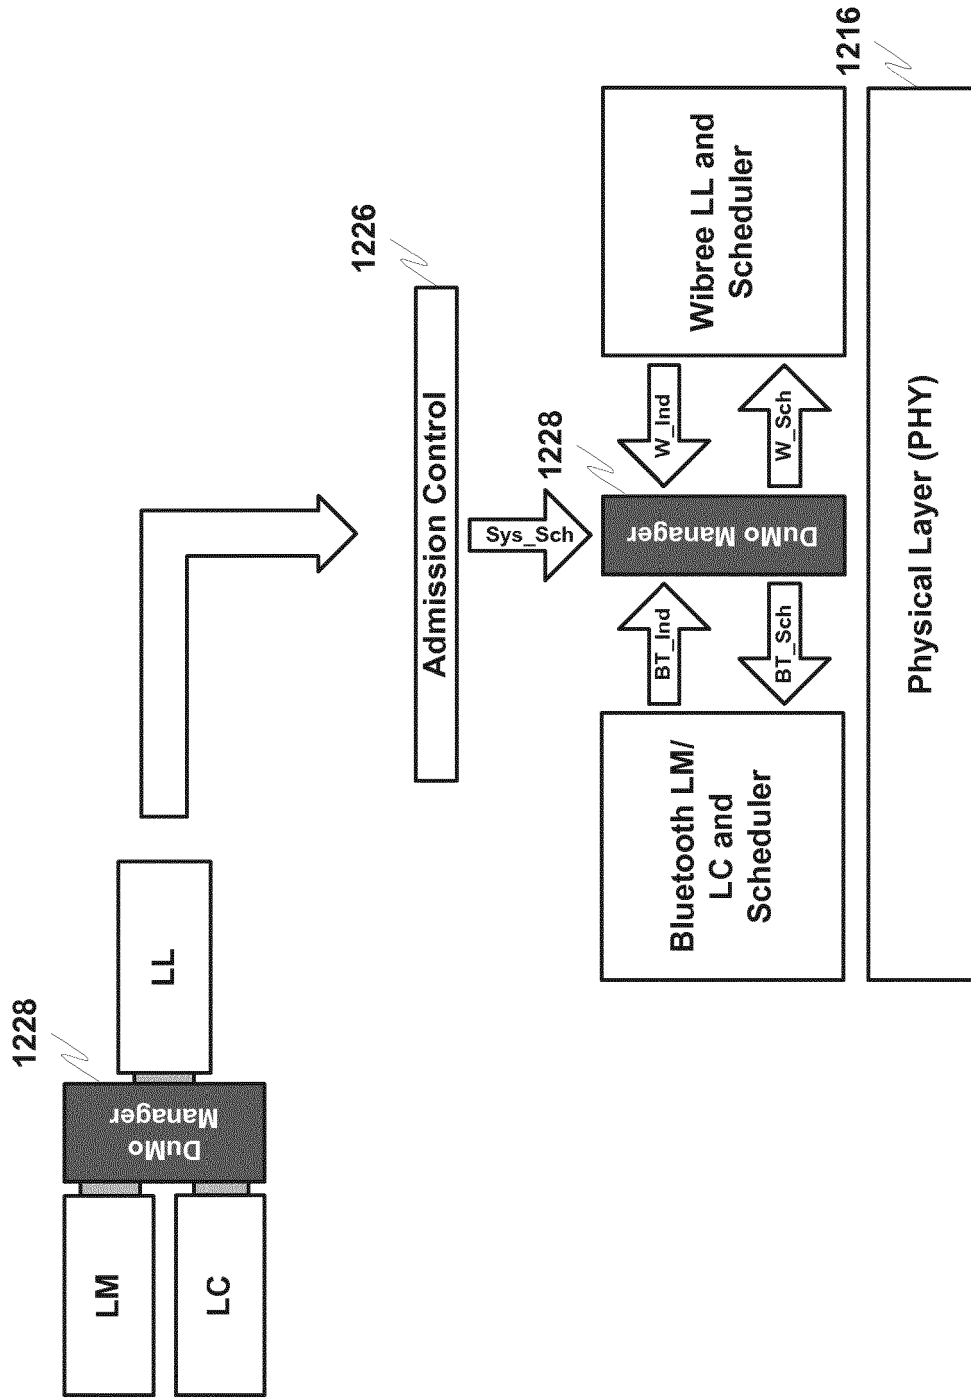 1228
LM
LC
DuMo
Manager
LL
1226
Admission Control
Sys_Sch
1228
Bluetooth LM/
LC and
Scheduler
BT_Ind
BT_Sch
DuMo Manager
W_Ind
W_Sch
Wibree LL and
Scheduler
1216
Physical Layer (PHY)